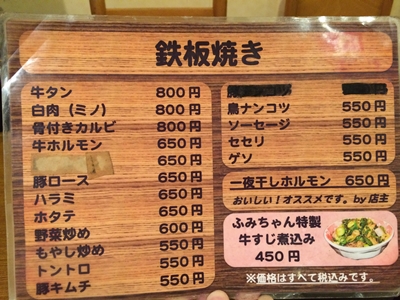 鉄板焼き
牛タン 800円
白肉（ミノ） 800円
骨付きカルビ 800円
牛ホルモン 650円
650円
豚ロース 650円
ハラミ 650円
ホタテ 650円
野菜炒め 600円
もやし炒め 550円
トントロ 550円
豚キムチ 550円
鳥ナンコツ 550円
ソーセージ 550円
セセリ 550円
ゲソ 550円
一夜干しホルモン 650円
おいしい！オススメです。by 店主
ふみちゃん特製
牛すじ煮込み
450円
※価格はすべて税込みです。